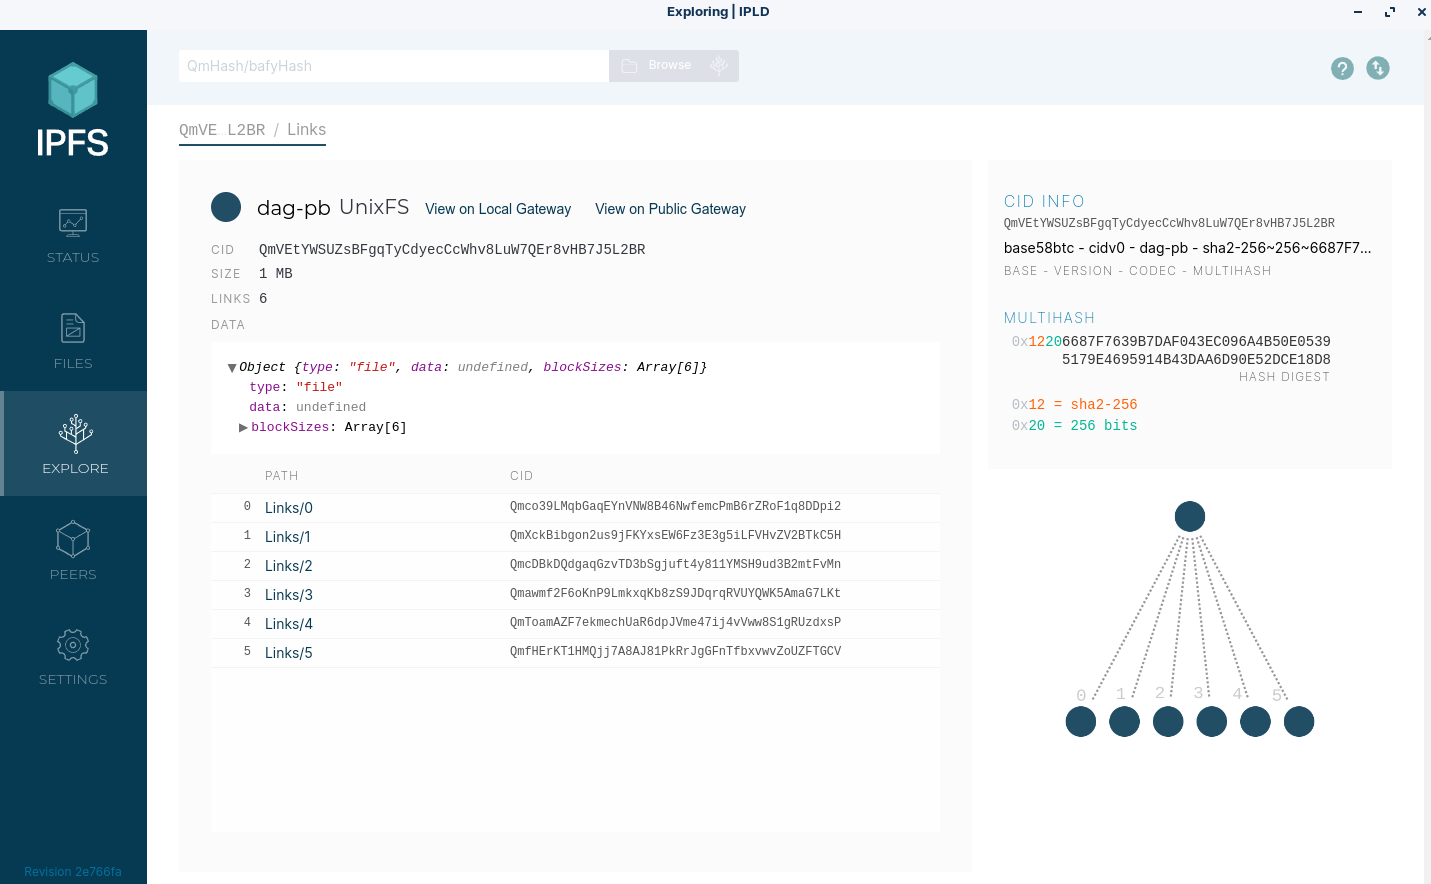 Exploring | IPLD
IPFS
STATUS
FILES
EXPLORE
PEERS
SETTINGS
Revision 2e766fa
QmHash/bafyHash
Browse
QmVE…L2BR / Links
dag-pb UnixFS View on Local Gateway View on Public Gateway
CID QmVEtYWSUZsBFgqTyCdyecCcWhv8LuW7QEr8vHB7J5L2BR
SIZE 1 MB
LINKS 6
DATA
▼Object {type: "file", data: undefined, blockSizes: Array[6]}
type: "file"
data: undefined
▶blockSizes: Array[6]
PATH CID
0 Links/0 Qmco39LMqbGaqEYnVNW8B46NwfemcPmB6rZRoF1q8DDpi2
1 Links/1 QmXckBibgon2us9jFKYxsEW6Fz3E3g5iLFVHvZV2BTkC5H
2 Links/2 QmcDBkDQdgaqGzvTD3bSgjuft4y811YMSH9ud3B2mtFvMn
3 Links/3 Qmawmf2F6oKnP9LmkxqKb8zS9JDqrqRVUYQWK5AmaG7LKt
4 Links/4 QmToamAZF7ekmechUaR6dpJVme47ij4vVww8S1gRUzdxsP
5 Links/5 QmfHErKT1HMQjj7A8AJ81PkRrJgGFnTfbxvwvZoUZFTGCV
CID INFO
QmVEtYWSUZsBFgqTyCdyecCcWhv8LuW7QEr8vHB7J5L2BR
base58btc - cidv0 - dag-pb - sha2-256~256~6687F7...
BASE - VERSION - CODEC - MULTIHASH
MULTIHASH
0x12206687F7639B7DAF043EC096A4B50E0539
5179E4695914B43DAA6D90E52DCE18D8
HASH DIGEST
0x12 = sha2-256
0x20 = 256 bits
0 1 2 3 4 5